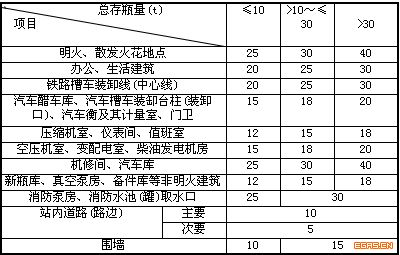 总存瓶量(t)
项目
≤10
>10～≤
30
>30
明火、散发火花地点 25 30 40
办公、生活建筑 20 25 30
铁路槽车装卸线(中心线) 20 25 30
汽车罐车库、汽车槽车装卸台柱(装卸
口)、汽车衡及其计量室、门卫 15 18 20
压缩机室、仪表间、值班室 12 15 18
空压机室、变配电室、柴油发电机房 15 18 20
机修间、汽车库 25 30 40
新瓶库、真空泵房、备件库等非明火建筑 12 15 18
消防泵房、消防水池(罐)取水口 25 30
站内道路(路边) 主要 10
次要 5
围墙 10 15
EGAS.CN